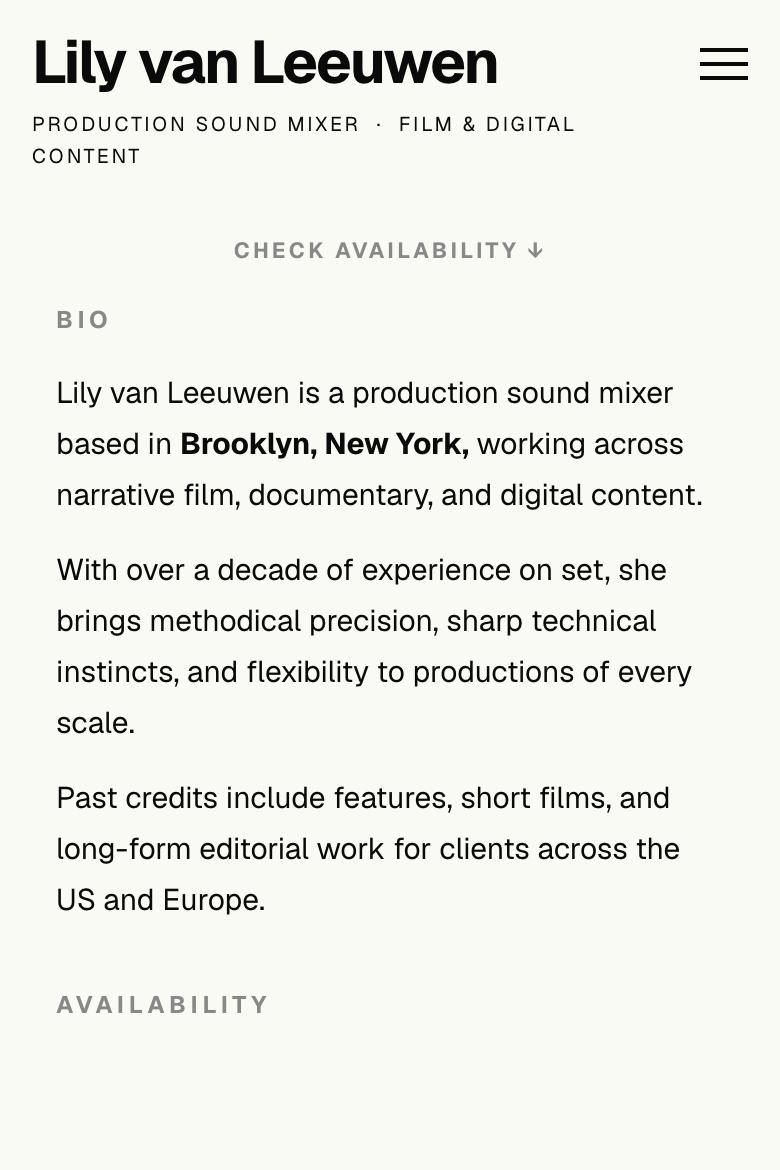 Lily van Leeuwen
PRODUCTION SOUND MIXER · FILM & DIGITAL
CONTENT
CHECK AVAILABILITY ↓
BIO
Lily van Leeuwen is a production sound mixer
based in Brooklyn, New York, working across
narrative film, documentary, and digital content.
With over a decade of experience on set, she
brings methodical precision, sharp technical
instincts, and flexibility to productions of every
scale.
Past credits include features, short films, and
long-form editorial work for clients across the
US and Europe.
AVAILABILITY